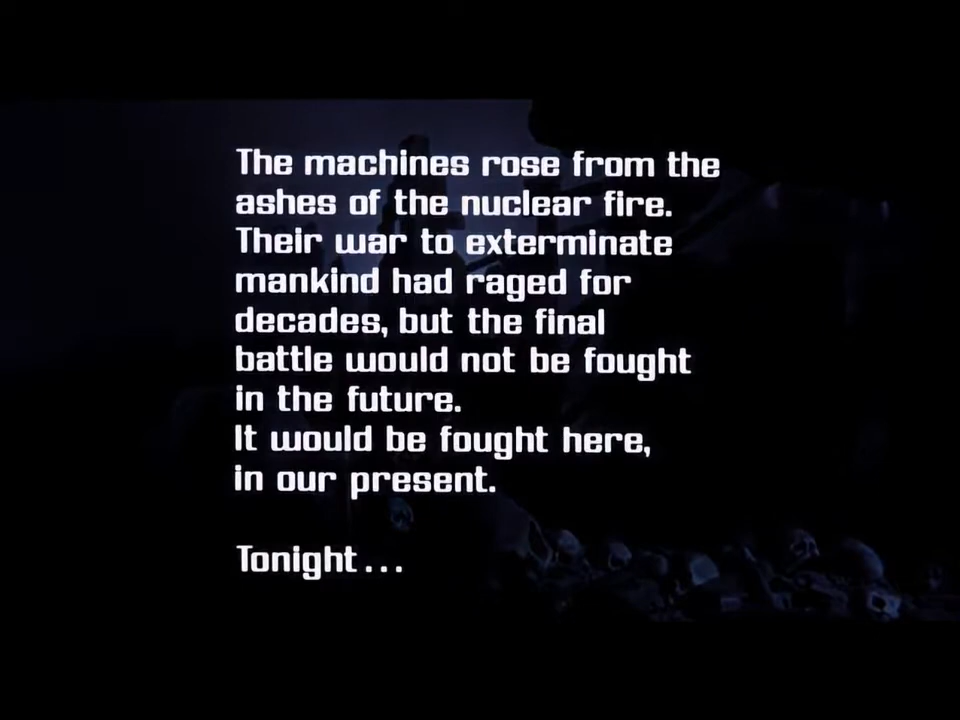 The machines rose from the
ashes of the nuclear fire.
Their war to exterminate
mankind had raged for
decades, but the final
battle would not be fought
in the future.
It would be fought here,
in our present.
Tonight...